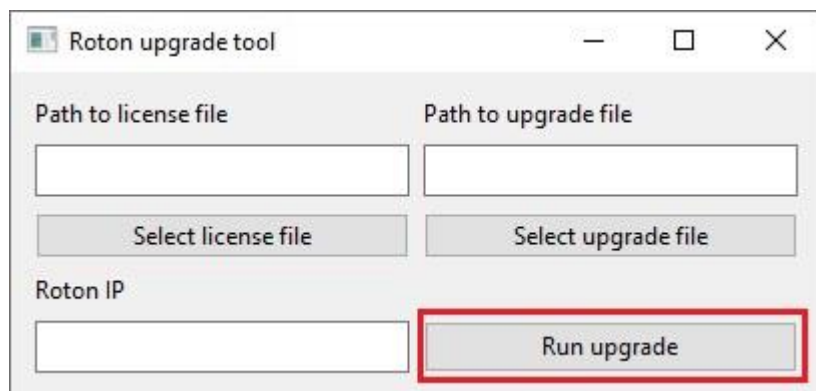 Roton upgrade tool
Path to license file
Path to upgrade file
Select license file
Select upgrade file
Roton IP
Run upgrade